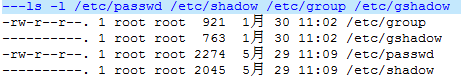 ---ls -l /etc/passwd /etc/shadow /etc/group /etc/gshadow
-rw-r--r--. 1 root root  921  1月  30 11:02 /etc/group
----------. 1 root root  763  1月  30 11:02 /etc/gshadow
-rw-r--r--. 1 root root 2274  5月  29 11:09 /etc/passwd
----------. 1 root root 2045  5月  29 11:09 /etc/shadow